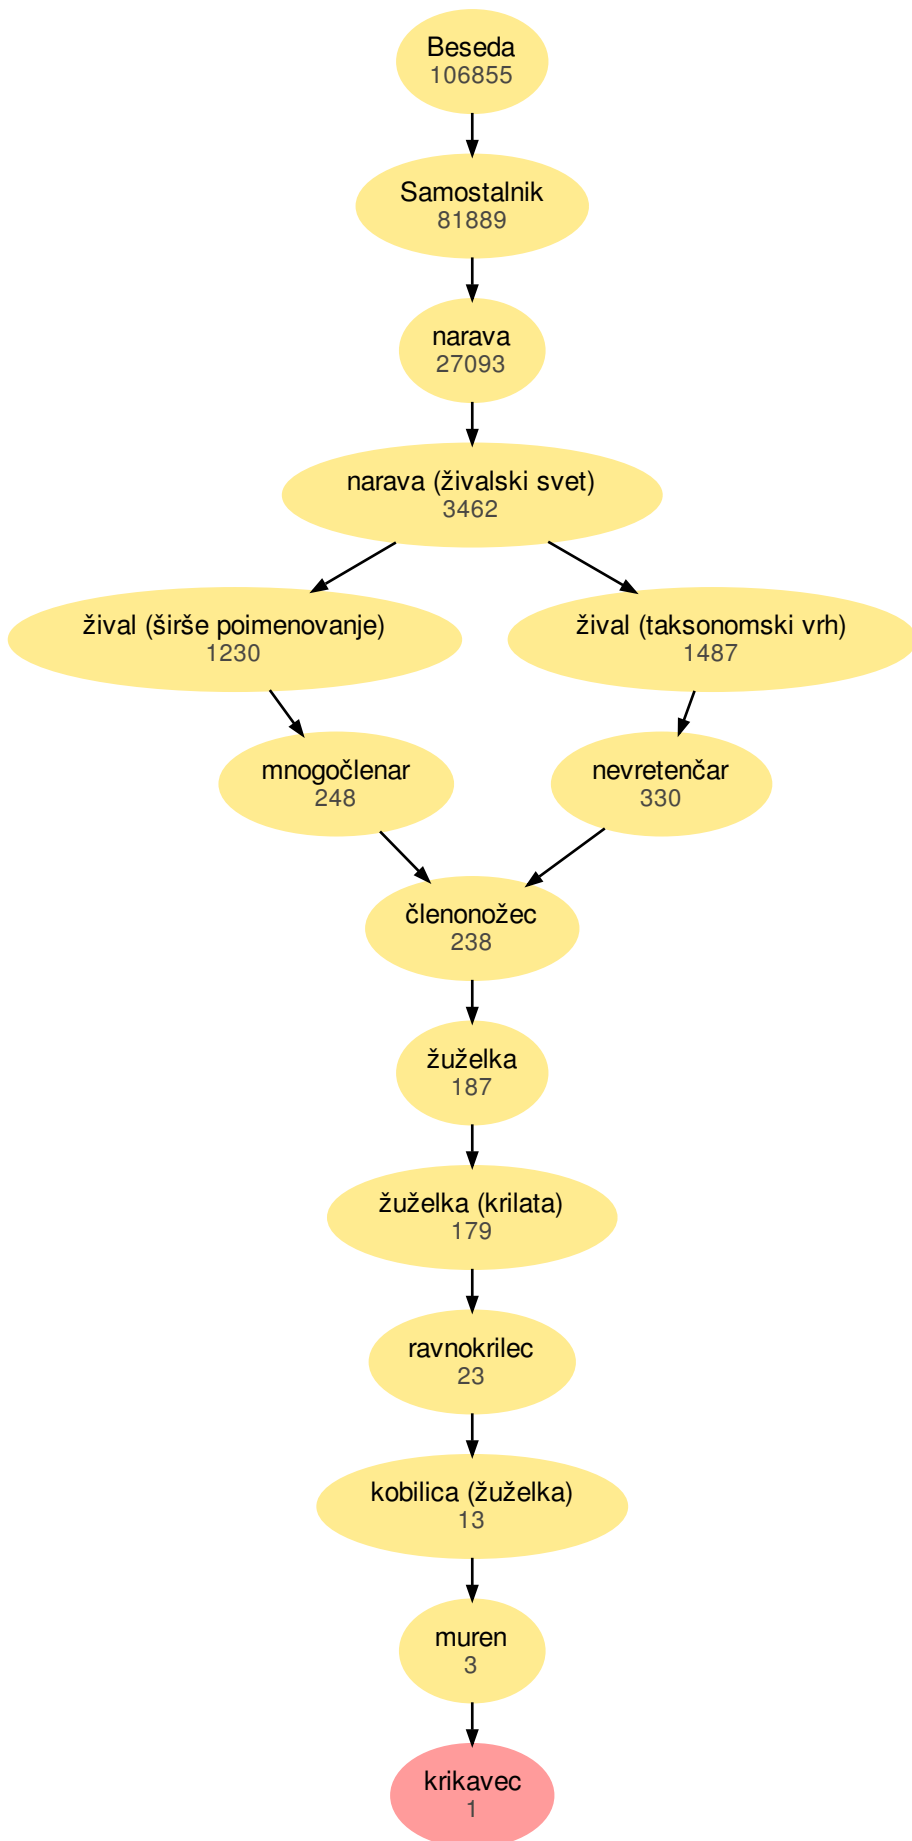 Beseda
106855
Samostalnik
81889
narava
27093
narava (živalski svet)
3462
žival (širše poimenovanje)
1230
žival (taksonomski vrh)
1487
mnogočlenar
248
nevretenčar
330
členonožec
238
žuželka
187
žuželka (krilata)
179
ravnokrilec
23
kobilica (žuželka)
13
muren
3
krikavec
1